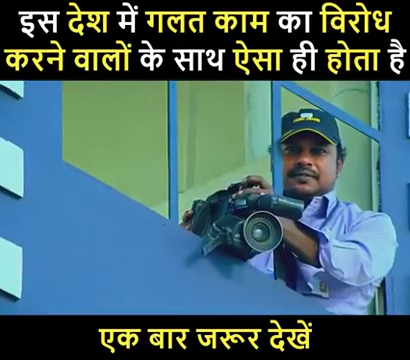 इस देश में गलत काम का विरोध
करने वालों के साथ ऐसा ही होता है
एक बार जरूर देखें